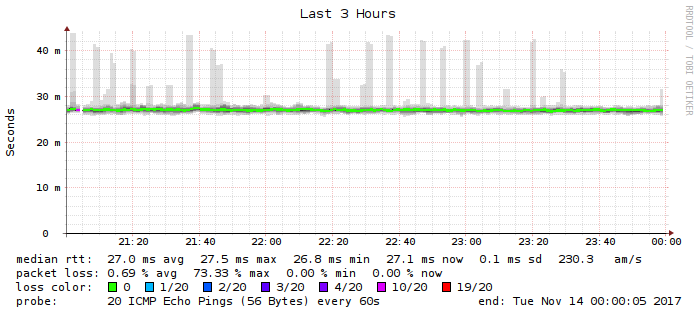 Last 3 Hours
RRDTOOL / TOBI OETIKER
Seconds
40 m
30 m
20 m
10 m
0
21:20 21:40 22:00 22:20 22:40 23:00 23:20 23:40 00:00
median rtt: 27.0 ms avg 27.5 ms max 26.8 ms min 27.1 ms now 0.1 ms sd 230.3 am/s
packet loss: 0.69 % avg 73.33 % max 0.00 % min 0.00 % now
loss color: 0 1/20 2/20 3/20 4/20 10/20 19/20
probe: 20 ICMP Echo Pings (56 Bytes) every 60s end: Tue Nov 14 00:00:05 2017